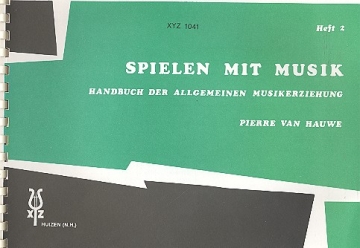 XYZ 1041
Heft 2
SPIELEN MIT MUSIK
HANDBUCH DER ALLGEMEINEN MUSIKERZIEHUNG
PIERRE VAN HAUWE
XYZ
HUIZEN (N.H.)